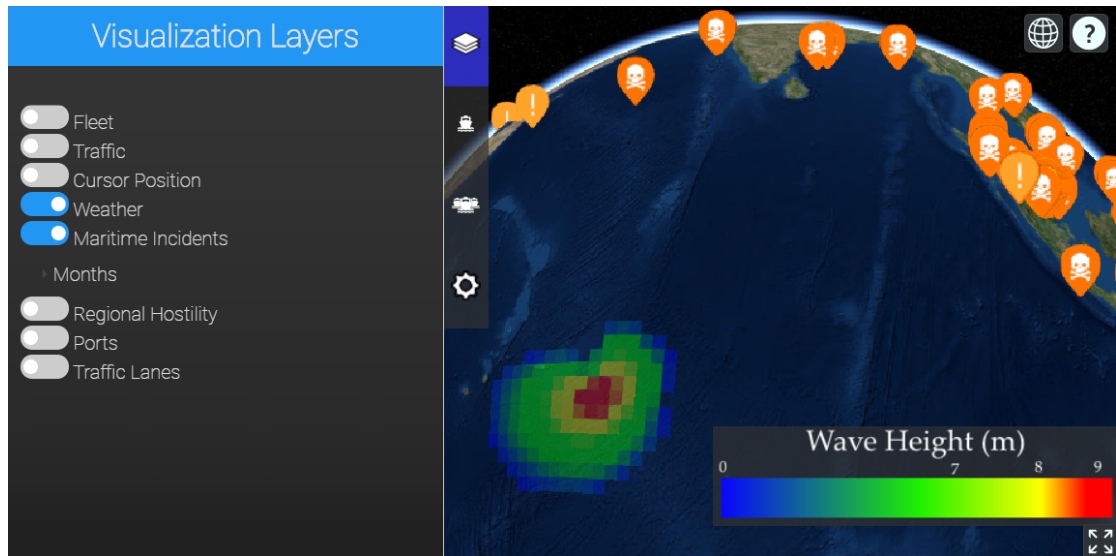 Visualization Layers
Fleet
Traffic
Cursor Position
Weather
Maritime Incidents
Months
Regional Hostility
Ports
Traffic Lanes
?
Wave Height (m)
0 7 8 9